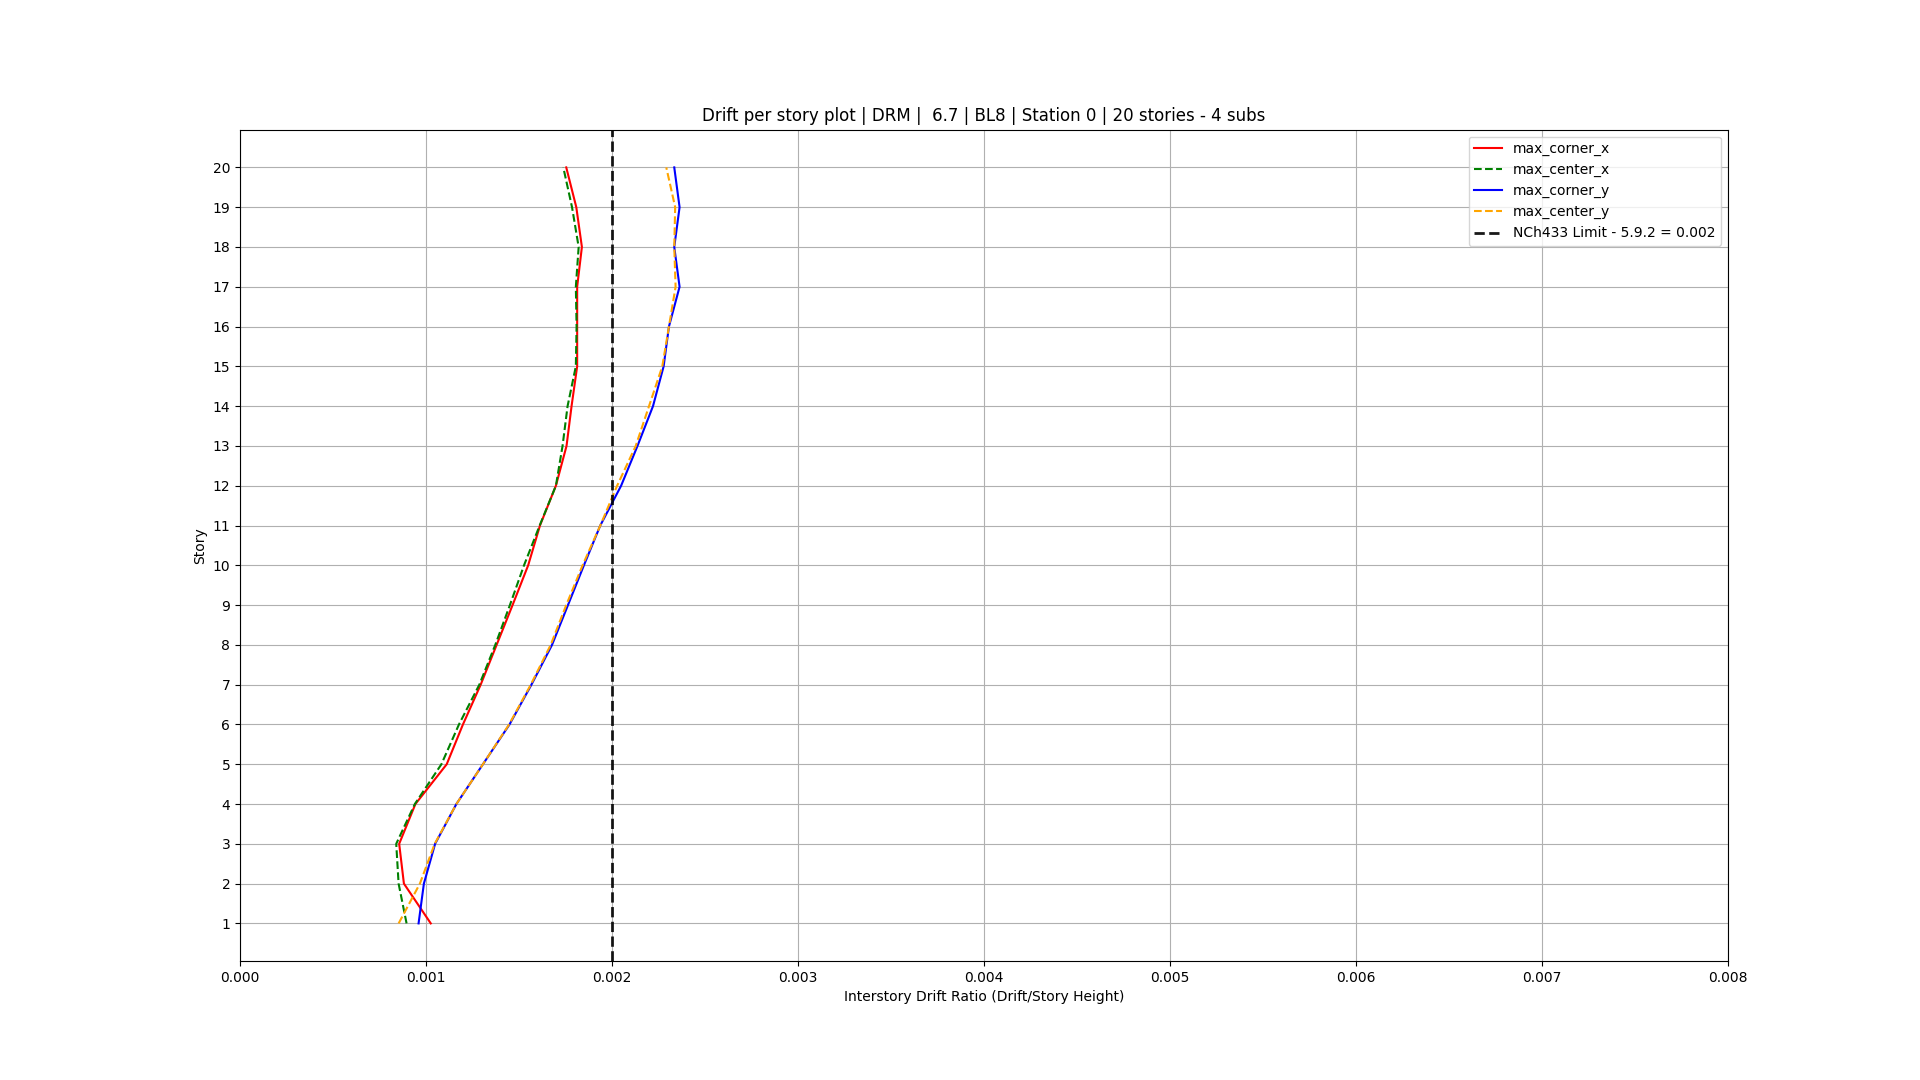 Drift per story plot | DRM |  6.7 | BL8 | Station 0 | 20 stories - 4 subs
max_corner_x
max_center_x
max_corner_y
max_center_y
NCh433 Limit - 5.9.2 = 0.002
Story
20
19
18
17
16
15
14
13
12
11
10
9
8
7
6
5
4
3
2
1
0.000 0.001 0.002 0.003 0.004 0.005 0.006 0.007 0.008
Interstory Drift Ratio (Drift/Story Height)